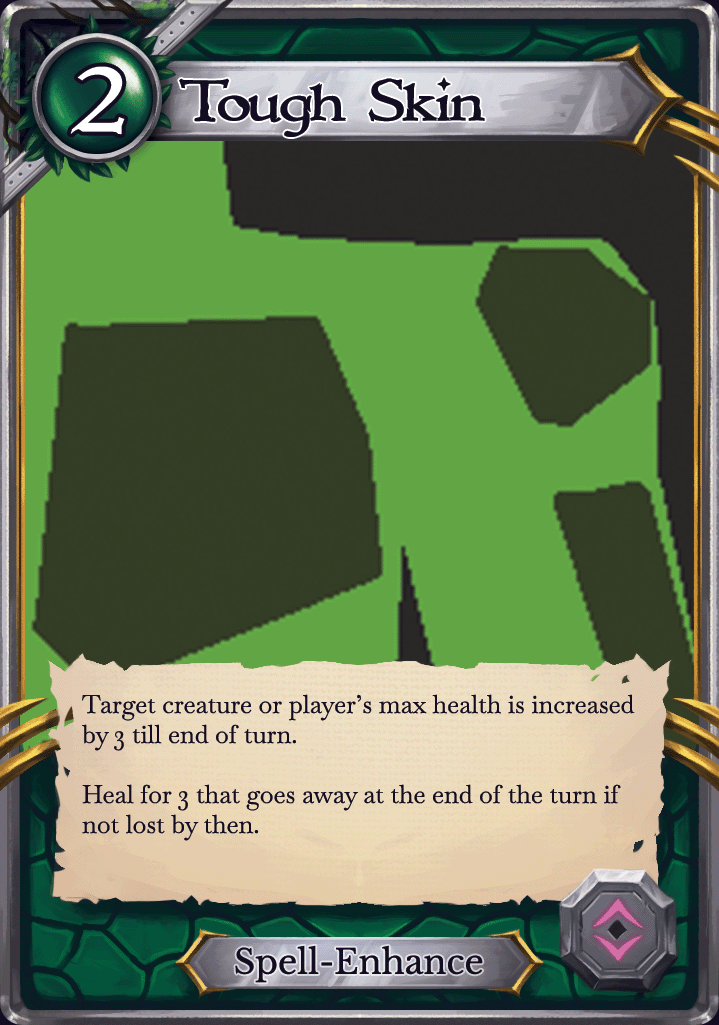 2
Tough Skin
Target creature or player's max health is increased
by 3 till end of turn.
Heal for 3 that goes away at the end of the turn if
not lost by then.
Spell-Enhance